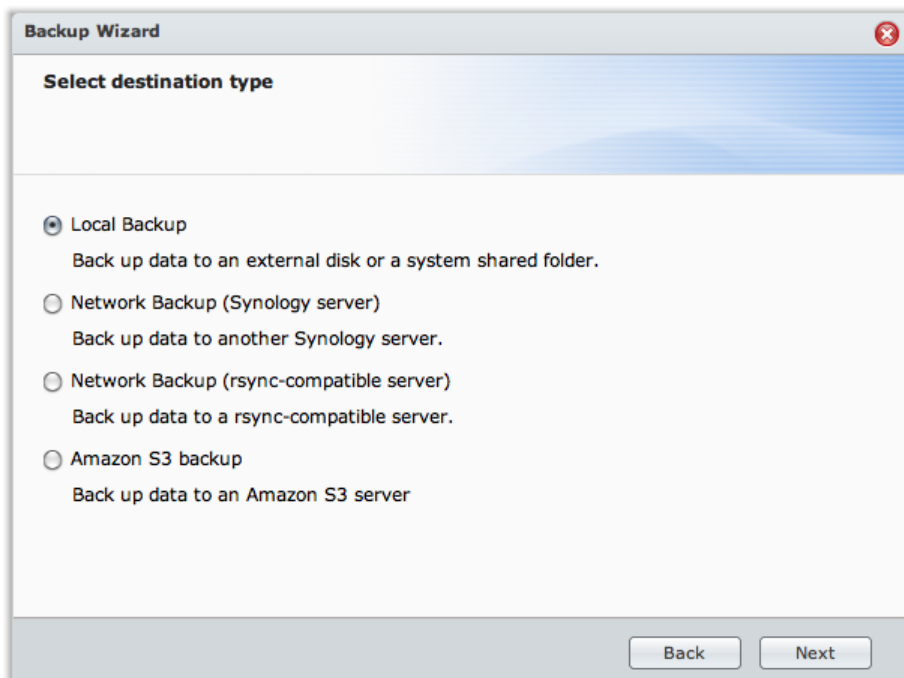 Backup Wizard
Select destination type
Local Backup
Back up data to an external disk or a system shared folder.
Network Backup (Synology server)
Back up data to another Synology server.
Network Backup (rsync-compatible server)
Back up data to a rsync-compatible server.
Amazon S3 backup
Back up data to an Amazon S3 server
Back
Next